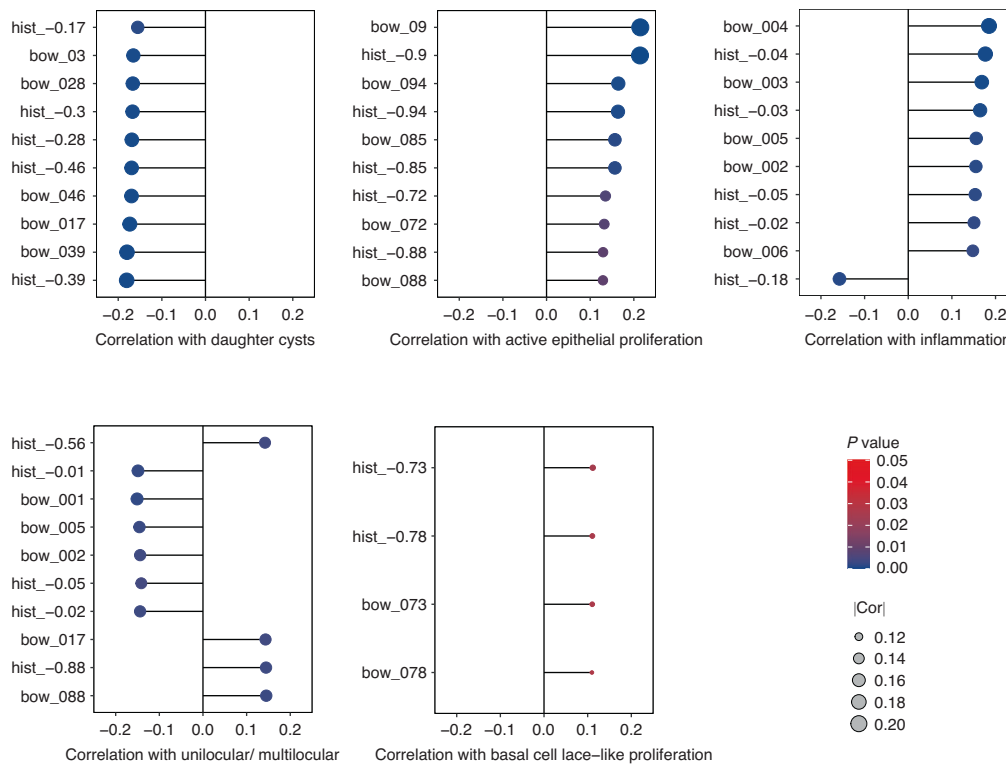 hist_-0.17
bow_03
bow_028
hist_-0.3
hist_-0.28
hist_-0.46
bow_046
bow_017
bow_039
hist_-0.39
-0.2 -0.1 0.0 0.1 0.2
Correlation with daughter cysts
bow_09
hist_-0.9
bow_094
hist_-0.94
bow_085
hist_-0.85
hist_-0.72
bow_072
hist_-0.88
bow_088
-0.2 -0.1 0.0 0.1 0.2
Correlation with active epithelial proliferation
bow_004
hist_-0.04
bow_003
hist_-0.03
bow_005
bow_002
hist_-0.05
hist_-0.02
bow_006
hist_-0.18
-0.2 -0.1 0.0 0.1 0.2
Correlation with inflammation
hist_-0.56
hist_-0.01
bow_001
bow_005
bow_002
hist_-0.05
hist_-0.02
bow_017
hist_-0.88
bow_088
-0.2 -0.1 0.0 0.1 0.2
Correlation with unilocular/ multilocular
hist_-0.73
hist_-0.78
bow_073
bow_078
-0.2 -0.1 0.0 0.1 0.2
Correlation with basal cell lace-like proliferation
P value
0.05
0.04
0.03
0.02
0.01
0.00
|Cor|
0.12
0.14
0.16
0.18
0.20